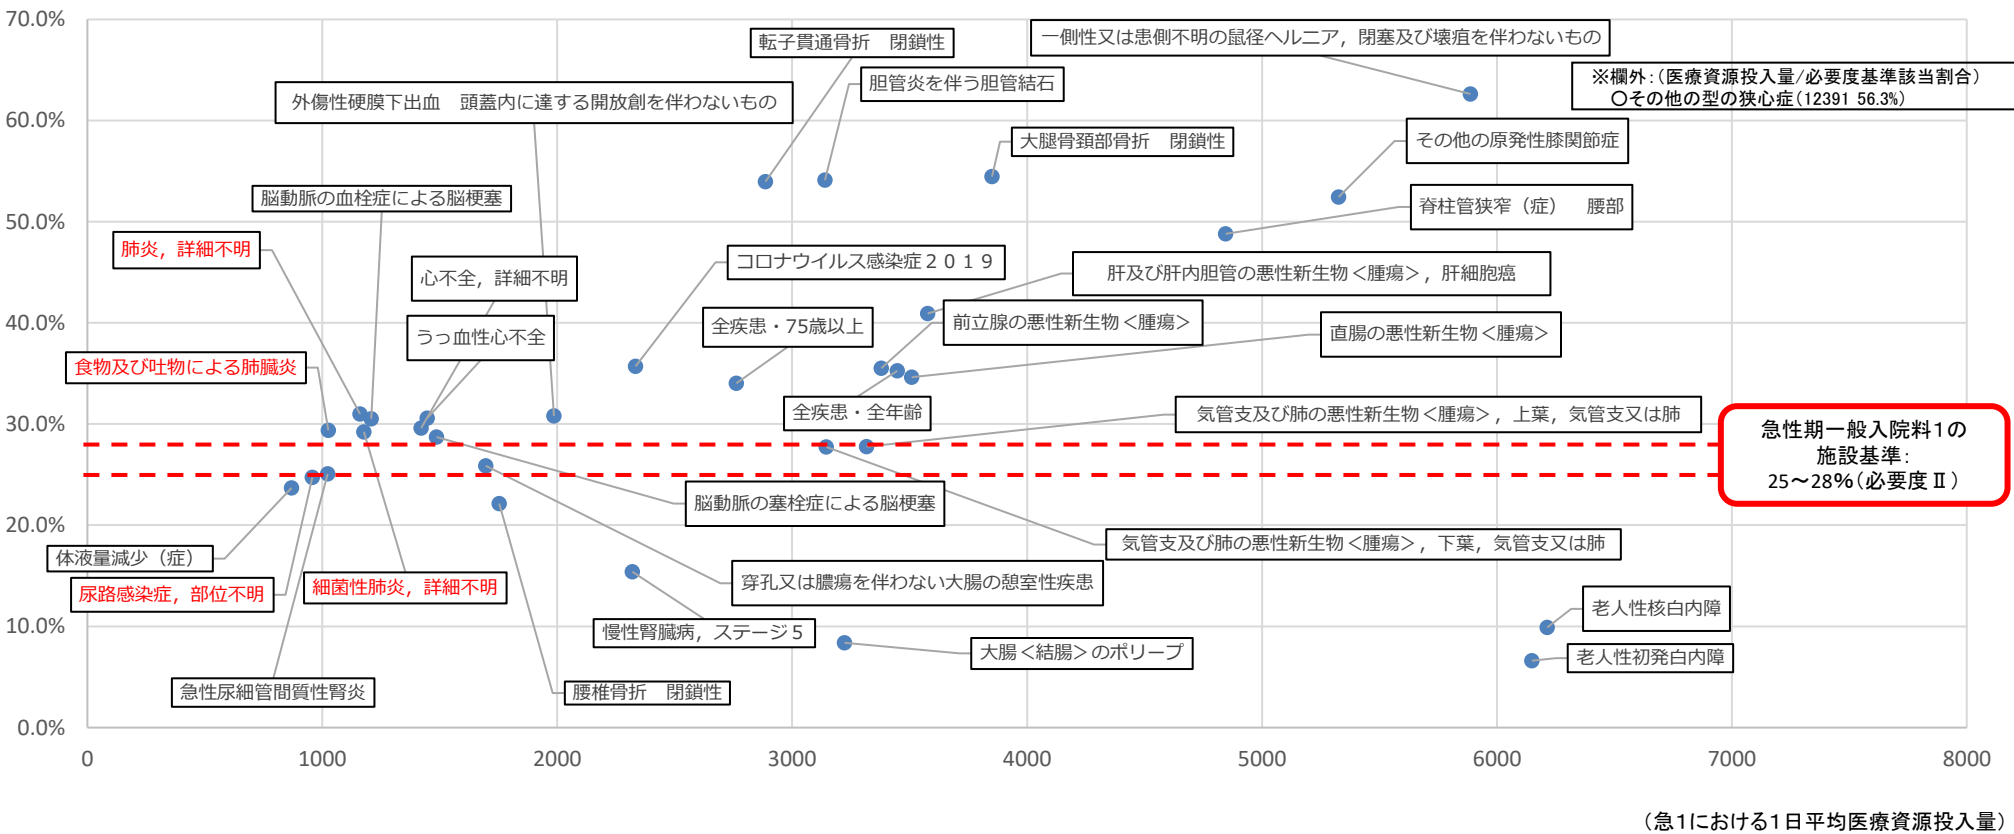 70.0%
60.0%
50.0%
40.0%
30.0%
20.0%
10.0%
0.0%
0
1000
2000
3000
4000
5000
6000
7000
8000
転子貫通骨折　閉鎖性
一側性又は患側不明の鼠径ヘルニア，閉塞及び壊疽を伴わないもの
※欄外：（医療資源投入量/必要度基準該当割合）
〇その他の型の狭心症（12391 56.3%）
胆管炎を伴う胆管結石
外傷性硬膜下出血　頭蓋内に達する開放創を伴わないもの
大腿骨頚部骨折　閉鎖性
その他の原発性膝関節症
脳動脈の血栓症による脳梗塞
脊柱管狭窄（症）　腰部
肺炎，詳細不明
コロナウイルス感染症２０１９
心不全，詳細不明
肝及び肝内胆管の悪性新生物＜腫瘍＞，肝細胞癌
うっ血性心不全
全疾患・75歳以上
前立腺の悪性新生物＜腫瘍＞
直腸の悪性新生物＜腫瘍＞
食物及び吐物による肺臓炎
全疾患・全年齢
気管支及び肺の悪性新生物＜腫瘍＞，上葉，気管支又は肺
急性期一般入院料1の
施設基準：
25～28％（必要度Ⅱ）
脳動脈の塞栓症による脳梗塞
気管支及び肺の悪性新生物＜腫瘍＞，下葉，気管支又は肺
体液量減少（症）
尿路感染症，部位不明
細菌性肺炎，詳細不明
穿孔又は膿瘍を伴わない大腸の憩室性疾患
慢性腎臓病，ステージ５
大腸＜結腸＞のポリープ
老人性核白内障
老人性初発白内障
急性尿細管間質性腎炎
腰椎骨折　閉鎖性
（急1における1日平均医療資源投入量）